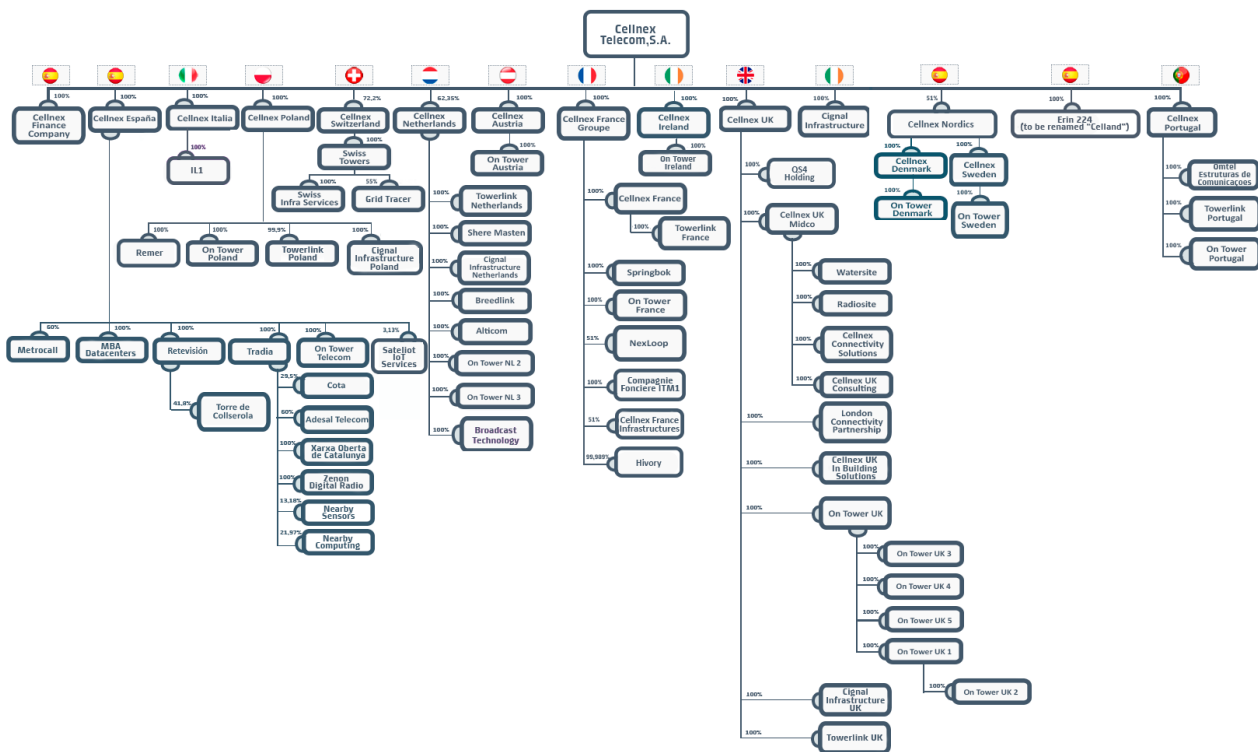 Cellnex
Telecom,S.A.
100%
100%
100%
100%
72,2%
62,35%
100%
100%
100%
100%
100%
51%
100%
100%
Cellnex
Finance
Company
Cellnex España
Cellnex Italia
Cellnex Poland
Cellnex
Switzerland
Cellnex
Netherlands
Cellnex
Austria
Cellnex France
Groupe
Cellnex
Ireland
Cellnex UK
Cignal
Infrastructure
Cellnex Nordics
Erin 224
(to be renamed "Celland")
Cellnex
Portugal
100%
IL1
100%
Swiss
Towers
100%
Swiss
Infra Services
55%
Grid Tracer
100%
On Tower
Austria
100%
On Tower
Ireland
100%
Cellnex
Denmark
100%
On Tower
Denmark
100%
Cellnex
Sweden
100%
On Tower
Sweden
100%
Omtel
Estruturas de
Comunicaçoes
100%
Towerlink
Portugal
100%
On Tower
Portugal
100%
Remer
100%
On Tower
Poland
99,9%
Towerlink
Poland
100%
Cignal
Infrastructure
Poland
100%
Towerlink
Netherlands
100%
Shere Masten
100%
Cignal
Infrastructure
Netherlands
100%
Breedlink
100%
Alticom
100%
On Tower NL 2
100%
On Tower NL 3
100%
Broadcast
Technology
100%
Cellnex France
100%
Towerlink
France
100%
Springbok
100%
On Tower
France
51%
NexLoop
100%
Compagnie
Fonciere ITM1
51%
Cellnex France
Infrastructures
99,989%
Hivory
100%
QS4
Holding
100%
Cellnex UK
Midco
100%
Watersite
100%
Radiosite
100%
Cellnex
Connectivity
Solutions
100%
Cellnex UK
Consulting
100%
London
Connectivity
Partnership
100%
Cellnex UK
In Building
Solutions
100%
On Tower UK
100%
On Tower UK 3
100%
On Tower UK 4
100%
On Tower UK 5
100%
On Tower UK 1
100%
On Tower UK 2
100%
Cignal
Infrastructure
UK
100%
Towerlink UK
60%
Metrocall
100%
MBA
Datacenters
100%
Retevisión
100%
Tradia
100%
On Tower
Telecom
3,13%
Sateliot
IoT
Services
41,8%
Torre de
Collserola
29,5%
Cota
60%
Adesal Telecom
100%
Xarxa Oberta
de Catalunya
100%
Zenon
Digital Radio
13,18%
Nearby
Sensors
21,97%
Nearby
Computing